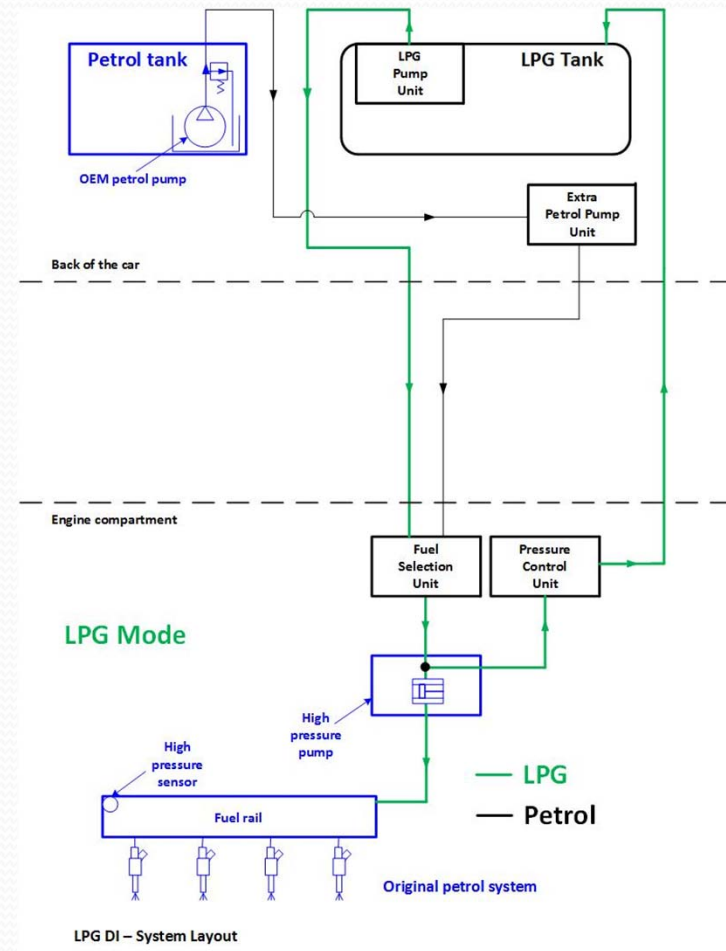 Petrol tank
LPG
Pump
Unit
LPG Tank
OEM petrol pump
Extra
Petrol Pump
Unit
Back of the car
Engine compartment
Fuel
Selection
Unit
Pressure
Control
Unit
LPG Mode
High
pressure
pump
High
pressure
sensor
LPG
Petrol
Fuel rail
Original petrol system
LPG DI – System Layout